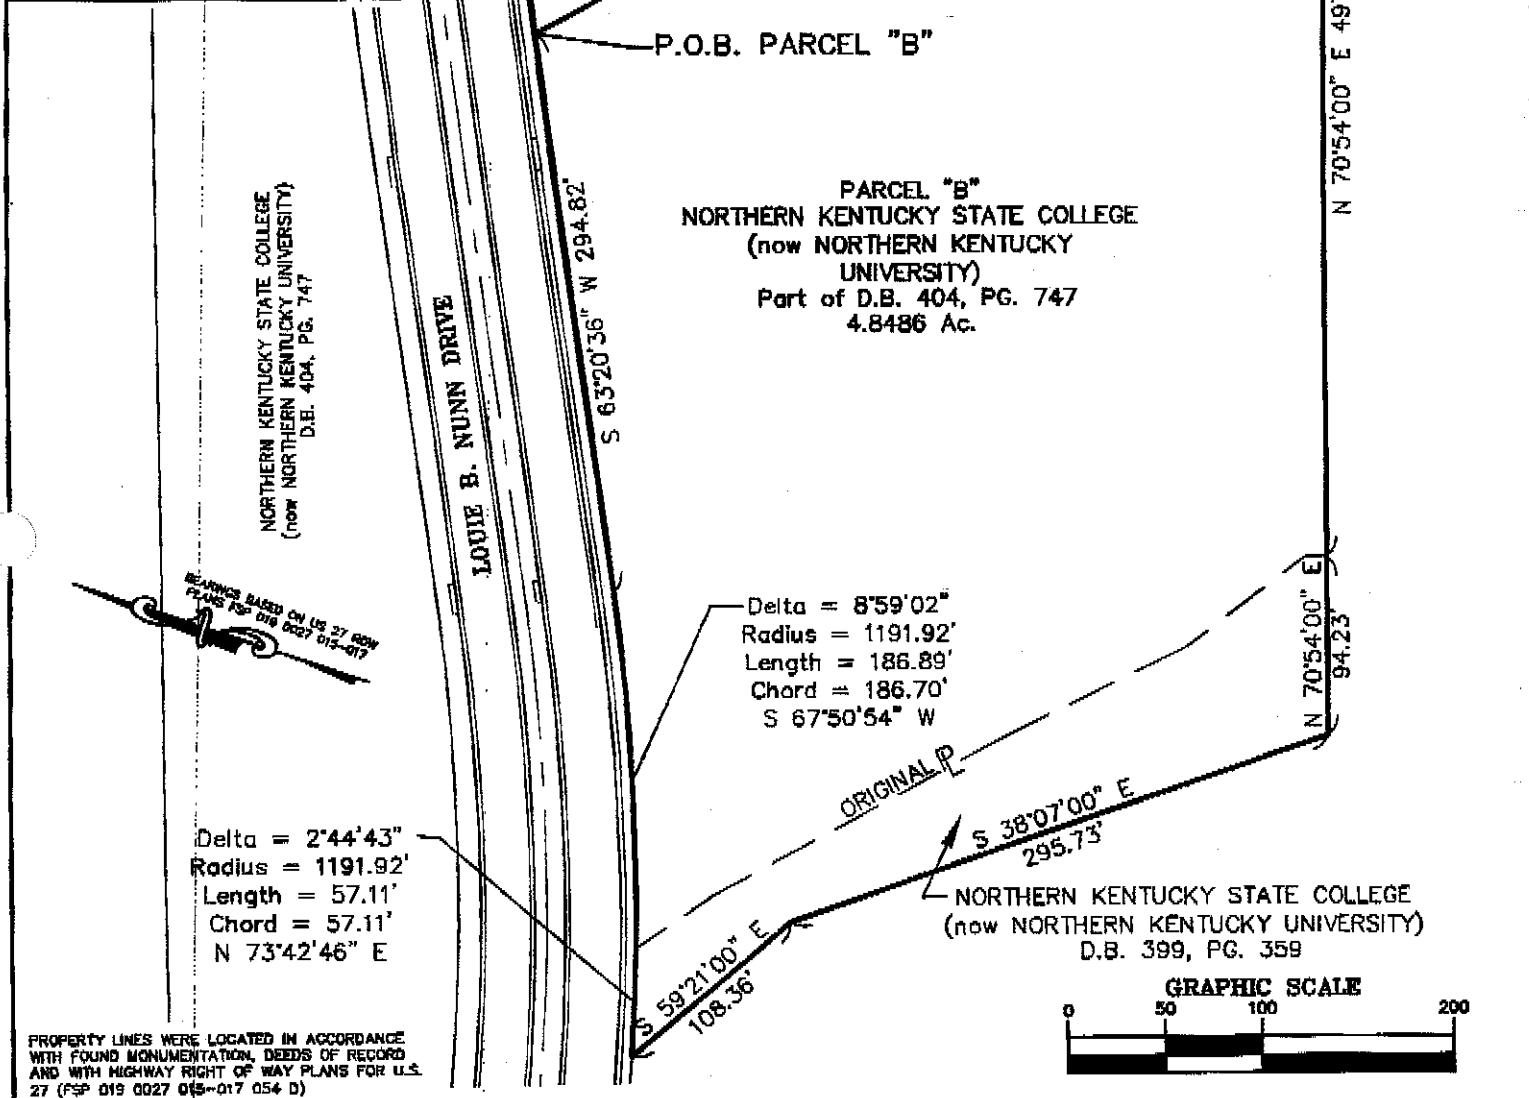 P.O.B. PARCEL "B"
N 70°54'00" E 49
PARCEL "B"
NORTHERN KENTUCKY STATE COLLEGE
(now NORTHERN KENTUCKY
UNIVERSITY)
Part of D.B. 404, PG. 747
4.8486 Ac.
S 63°20'36" W 294.82'
NORTHERN KENTUCKY STATE COLLEGE
(now NORTHERN KENTUCKY UNIVERSITY)
D.B. 404, PG. 747
LOUIE B. NUNN DRIVE
BEARINGS BASED ON US 27 ROW
PLANS FSP 019 0027 015-017
Delta = 8°59'02"
Radius = 1191.92'
Length = 186.89'
Chord = 186.70'
S 67°50'54" W
N 70°54'00" E
94.23'
ORIGINAL PL
S 38°07'00" E
295.73'
Delta = 2°44'43"
Radius = 1191.92'
Length = 57.11'
Chord = 57.11'
N 73°42'46" E
S 59°21'00" E
108.36'
NORTHERN KENTUCKY STATE COLLEGE
(now NORTHERN KENTUCKY UNIVERSITY)
D.B. 399, PG. 359
GRAPHIC SCALE
0 50 100 200
PROPERTY LINES WERE LOCATED IN ACCORDANCE
WITH FOUND MONUMENTATION, DEEDS OF RECORD
AND WITH HIGHWAY RIGHT OF WAY PLANS FOR U.S.
27 (FSP 019 0027 015-017 054 D)